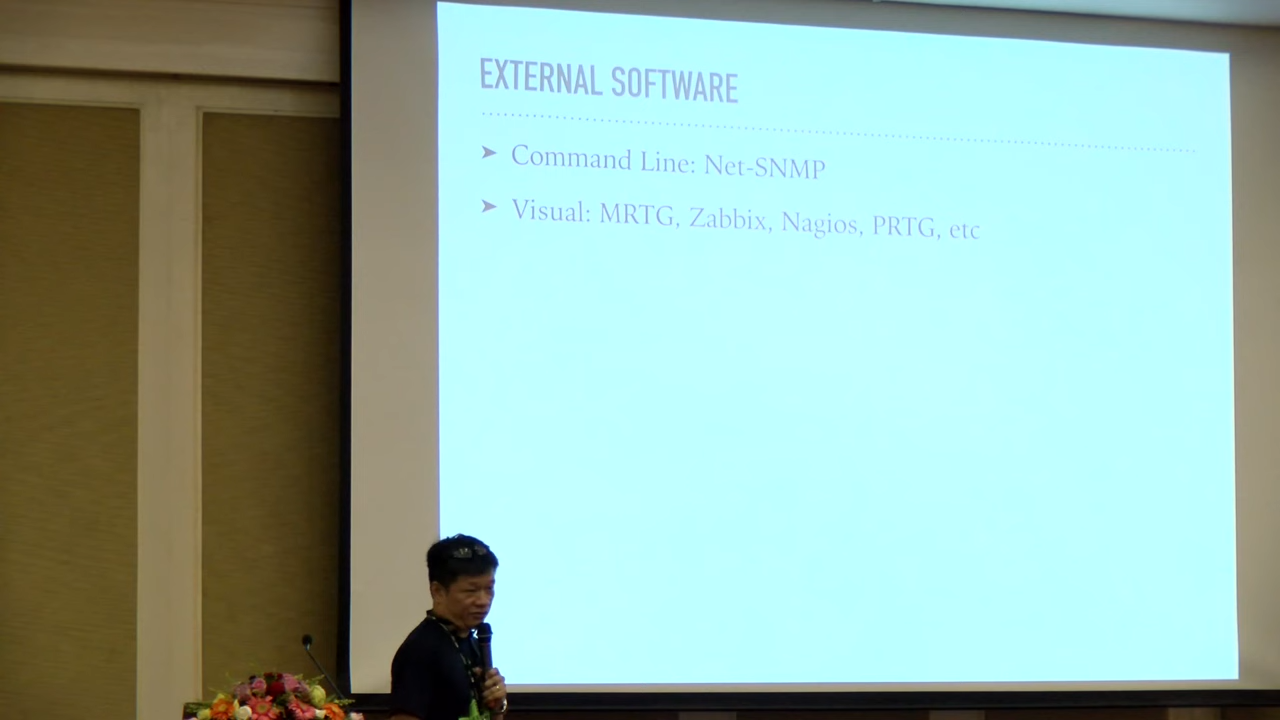 EXTERNAL SOFTWARE
➤ Command Line: Net-SNMP
➤ Visual: MRTG, Zabbix, Nagios, PRTG, etc